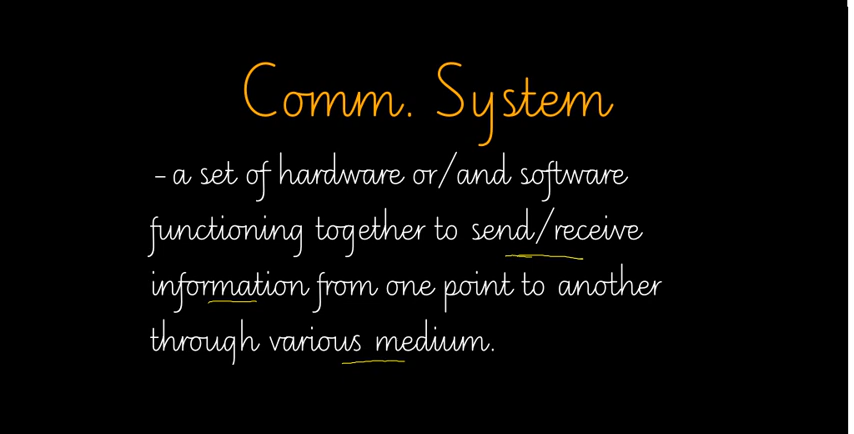 Comm. System
- a set of hardware or/and software
functioning together to send/receive
information from one point to another
through various medium.